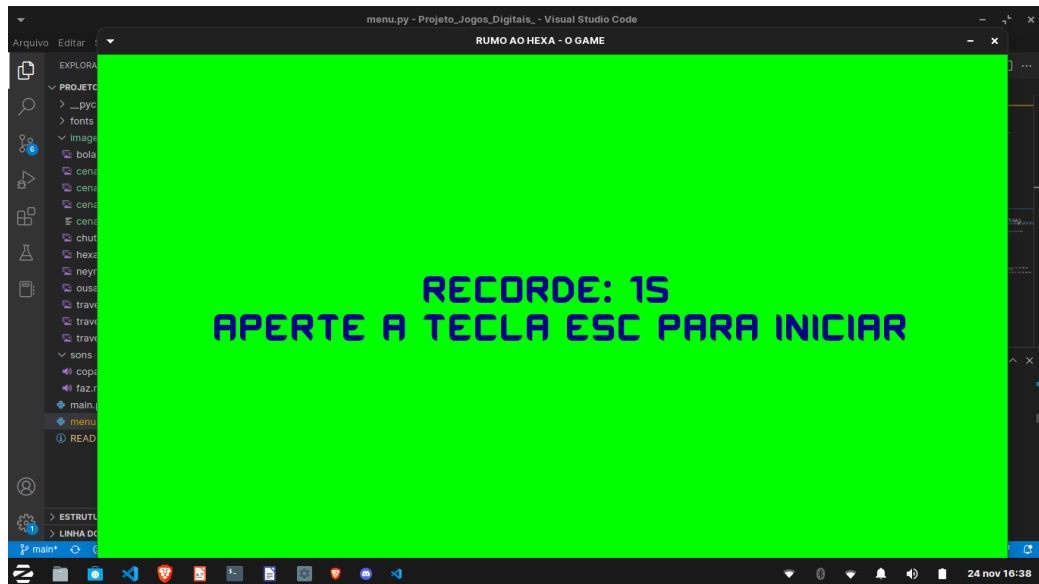 menu.py - Projeto_Jogos_Digitais_ - Visual Studio Code
Arquivo Editar
RUMO AO HEXA - O GAME
EXPLORA
PROJETO
__pyc
fonts
image
bola
cena
cena
cena
cena
chut
hexa
neyr
ousa
trave
trave
trave
sons
copa
faz.r
main.p
menu
READ
RECORDE: 15
APERTE A TECLA ESC PARA INICIAR
6
1
ESTRUTU
LINHA DO
main*
24 nov 16:38